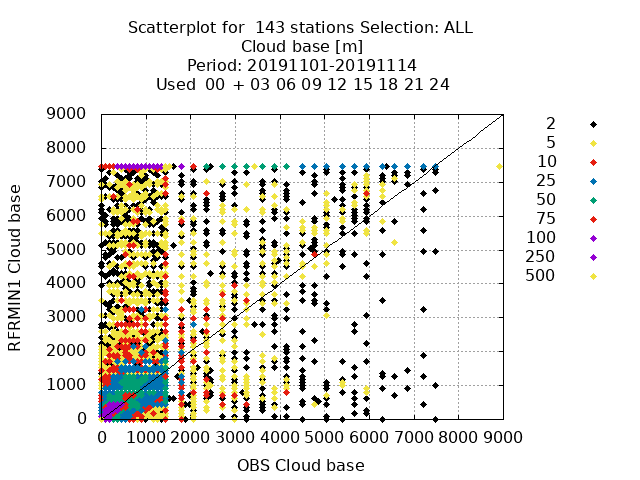 Scatterplot for  143 stations Selection: ALL
Cloud base [m]
Period: 20191101-20191114
Used  00 + 03 06 09 12 15 18 21 24
9000
8000
7000
6000
5000
4000
3000
2000
1000
0
RFRMIN1 Cloud base
0 1000 2000 3000 4000 5000 6000 7000 8000 9000
OBS Cloud base
2
5
10
25
50
75
100
250
500